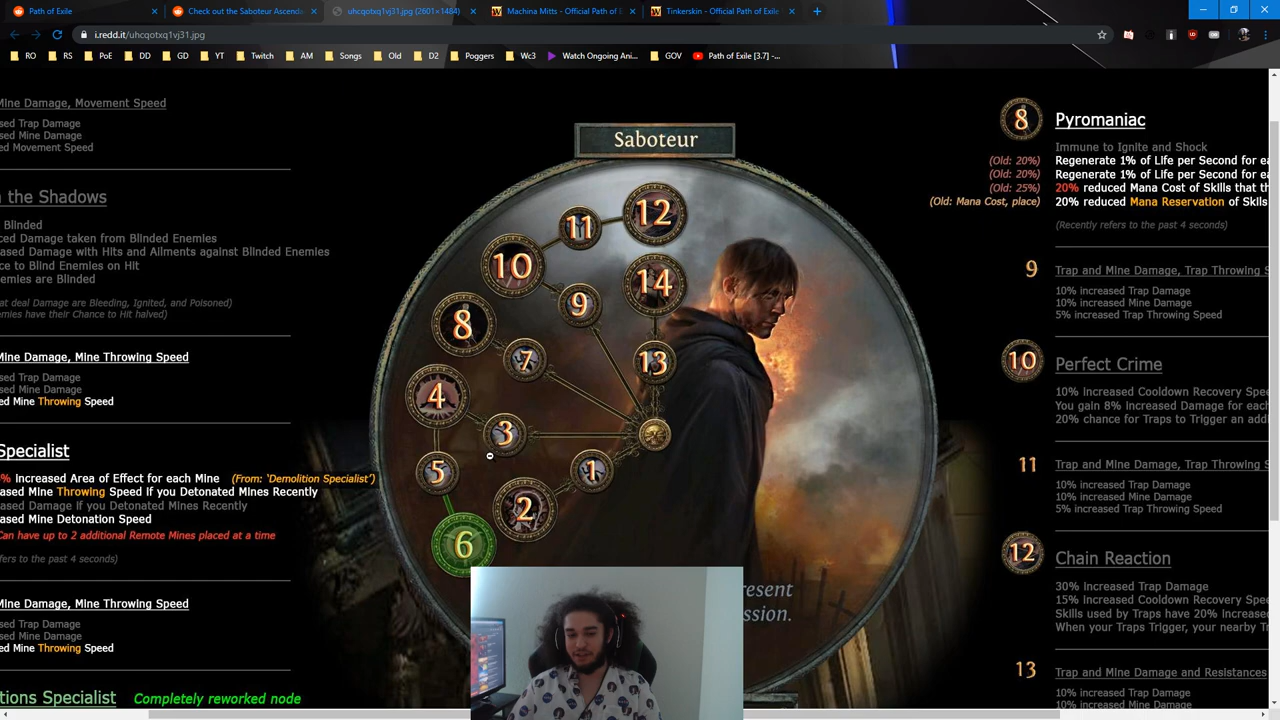 Path of Exile
Check out the Saboteur Ascend
uhcqotxq1vj31.jpg (2601×1484)
Machina Mitts - Official Path of E
Tinkerskin - Official Path of Exile
i.redd.it/uhcqotxq1vj31.jpg
RO RS PoE DD GD YT Twitch AM Songs Old D2 Poggers Wc3 Watch Ongoing Ani... GOV Path of Exile [3.7] -...
Mine Damage, Movement Speed
sed Trap Damage
sed Mine Damage
ed Movement Speed
n the Shadows
Blinded
ced Damage taken from Blinded Enemies
ased Damage with Hits and Ailments against Blinded Enemies
ce to Blind Enemies on Hit
nemies are Blinded
at deal Damage are Bleeding, Ignited, and Poisoned)
emies have their Chance to Hit halved)
Mine Damage, Mine Throwing Speed
sed Trap Damage
sed Mine Damage
ed Mine Throwing Speed
Specialist
% Increased Area of Effect for each Mine (From: 'Demolition Specialist')
ased Mine Throwing Speed if you Detonated Mines Recently
ased Damage if you Detonated Mines Recently
ased Mine Detonation Speed
Can have up to 2 additional Remote Mines placed at a time
fers to the past 4 seconds)
Mine Damage, Mine Throwing Speed
sed Trap Damage
sed Mine Damage
ed Mine Throwing Speed
tions Specialist Completely reworked node
Saboteur
12
11
10
14
9
8
7
13
4
3
1
5
2
6
resent
ssion.
8 Pyromaniac
Immune to Ignite and Shock
(Old: 20%) Regenerate 1% of Life per Second for ea
(Old: 20%) Regenerate 1% of Life per Second for ea
(Old: 25%) 20% reduced Mana Cost of Skills that th
(Old: Mana Cost, place) 20% reduced Mana Reservation of Skills
(Recently refers to the past 4 seconds)
9 Trap and Mine Damage, Trap Throwing S
10% increased Trap Damage
10% increased Mine Damage
5% increased Trap Throwing Speed
10 Perfect Crime
10% Increased Cooldown Recovery Spee
You gain 8% Increased Damage for each
20% chance for Traps to Trigger an add
11 Trap and Mine Damage, Trap Throwing S
10% increased Trap Damage
10% increased Mine Damage
5% increased Trap Throwing Speed
12 Chain Reaction
30% Increased Trap Damage
15% Increased Cooldown Recovery Spee
Skills used by Traps have 20% Increased
When your Traps Trigger, your nearby Tr
13 Trap and Mine Damage and Resistances
10% increased Trap Damage
10% increased Mine Damage